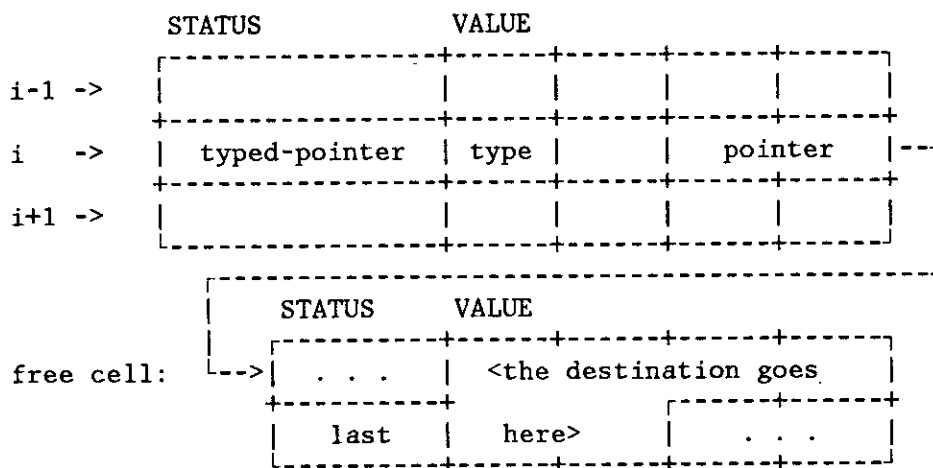 STATUS VALUE
i-1 ->
i -> typed-pointer type pointer
i+1 ->
STATUS VALUE
free cell: . . . <the destination goes
last here> . . .